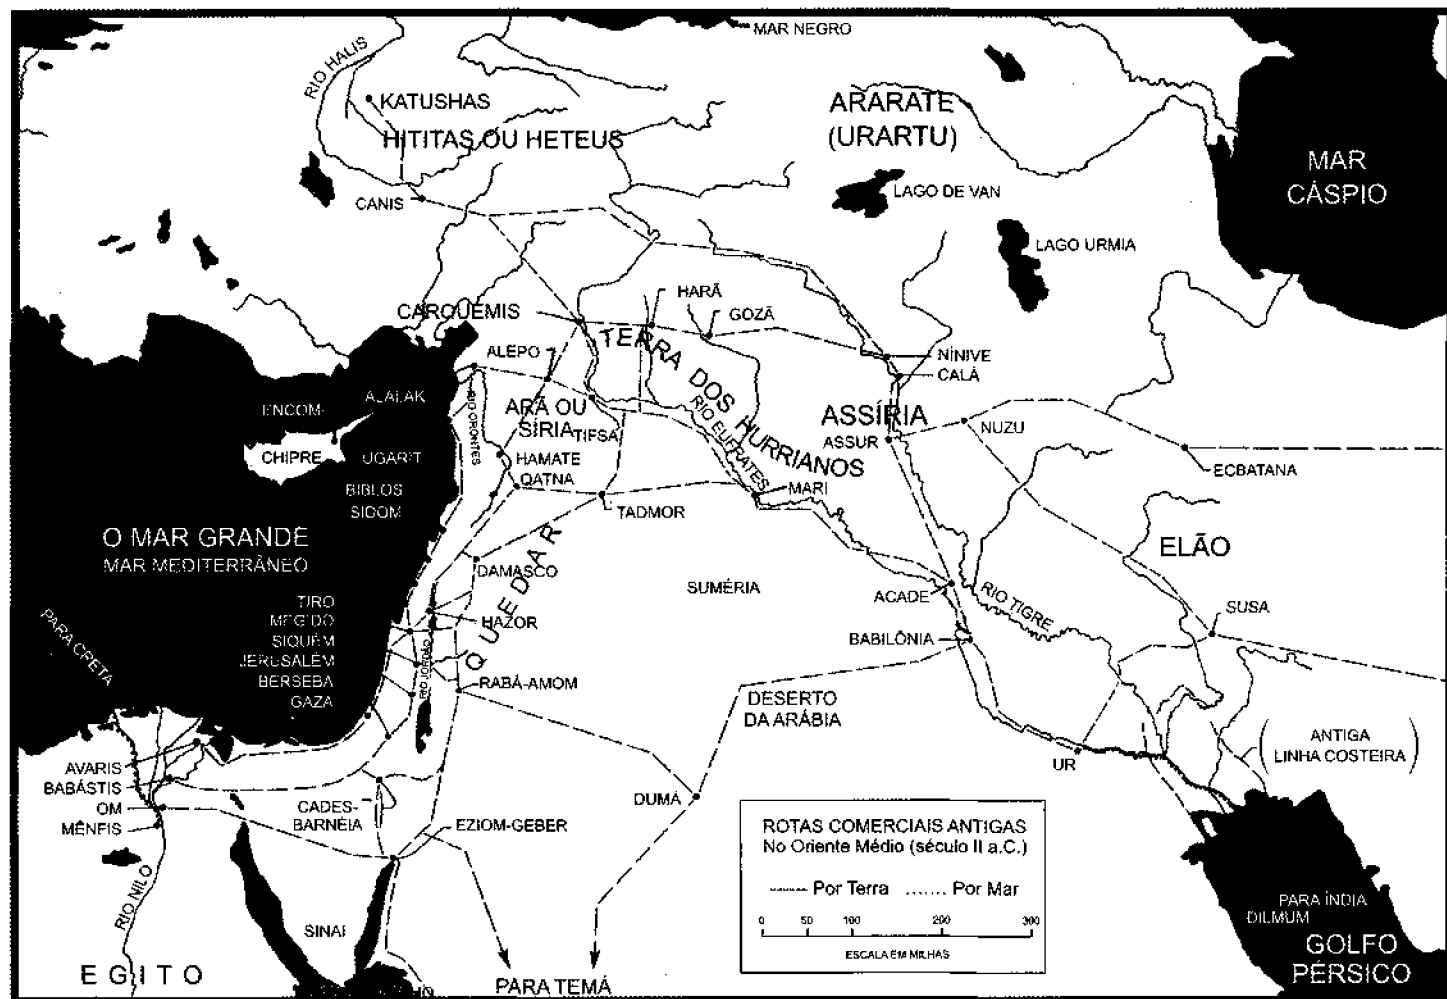 MAR NEGRO
RIO HALIS
KATUSHAS
HITITAS OU HETEUS
ARARATE
(URARTU)
MAR
CÁSPIO
LAGO DE VAN
CANIS
LAGO URMIA
HARÃ
CARQUEMIS
GOZÃ
TERRA DOS HURRIANOS
ALEPO
NÍNIVE
CALÁ
ALALAK
ENCOM-
RIO ORONTES
ARÃ OU
SÍRIA
TIFSA
RIO EUFRATES
ASSÍRIA
ASSUR
NUZU
CHIPRE
UGARIT
HAMATE
QATNA
ECBATANA
BIBLOS
SIDOM
MARI
TADMOR
O MAR GRANDE
MAR MEDITERRÂNEO
QUEDAR
ELÃO
DAMASCO
SUMÉRIA
ACADE
RIO TIGRE
TIRO
MEGIDO
SIQUÉM
JERUSALÉM
BERSEBA
GAZA
HAZOR
RIO JORDÃO
SUSA
BABILÔNIA
PARA CRETA
RABÁ-AMOM
DESERTO
DA ARÁBIA
ANTIGA
LINHA COSTEIRA
AVARIS
BABÁSTIS
OM
MÊNFIS
UR
DUMÁ
CADES-
BARNÉIA
EZIOM-GEBER
RIO NILO
SINAI
EGITO
PARA TEMÁ
ROTAS COMERCIAIS ANTIGAS
No Oriente Médio (século II a.C.)
Por Terra Por Mar
0 50 100 200 300
ESCALA EM MILHAS
PARA ÍNDIA
DILMUM
GOLFO
PÉRSICO